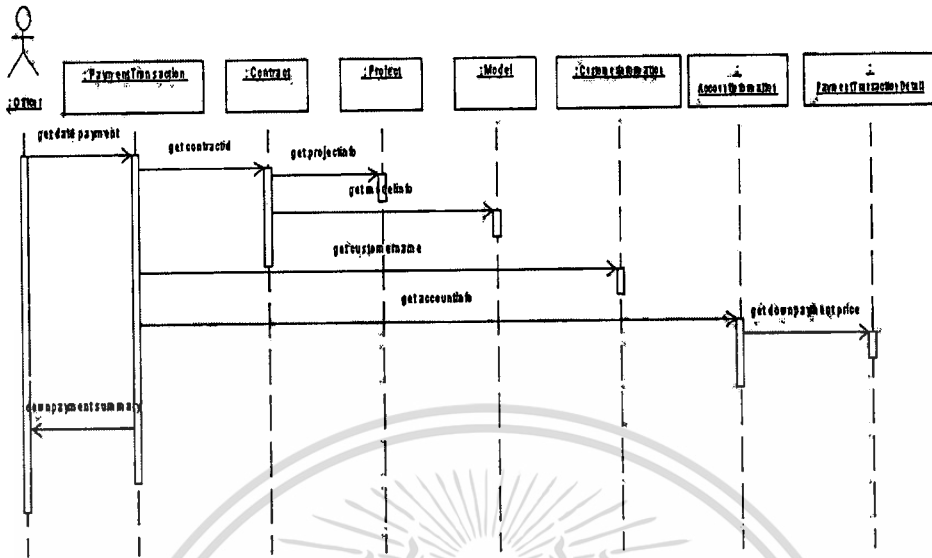 :PaymentTransaction
:Contract
:Project
:Model
:CustomerInformation
:
AccountInformation
:
PaymentTransactionDetail
:Officer
get date payment
get contractid
get projectinfo
get modelinfo
get customername
get accountinfo
get downpayment price
downpayment summary